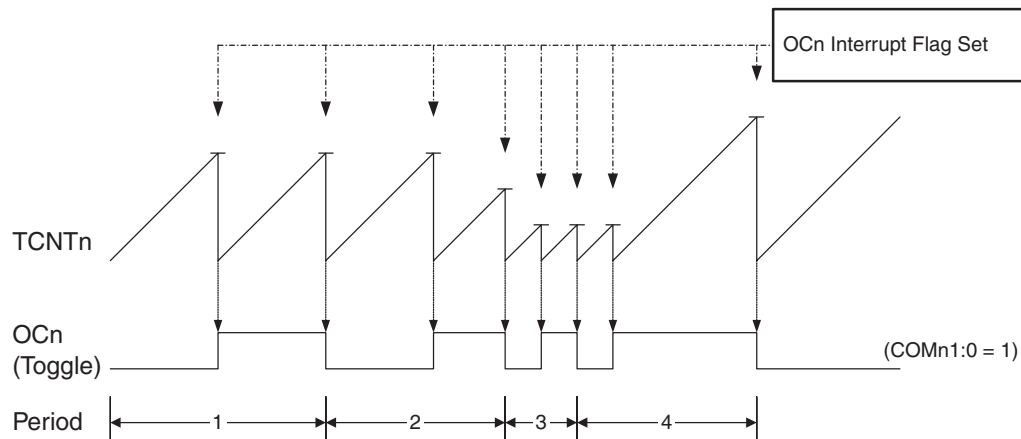 OCn Interrupt Flag Set
TCNTn
OCn
(Toggle)
(COMn1:0 = 1)
Period 1 2 3 4